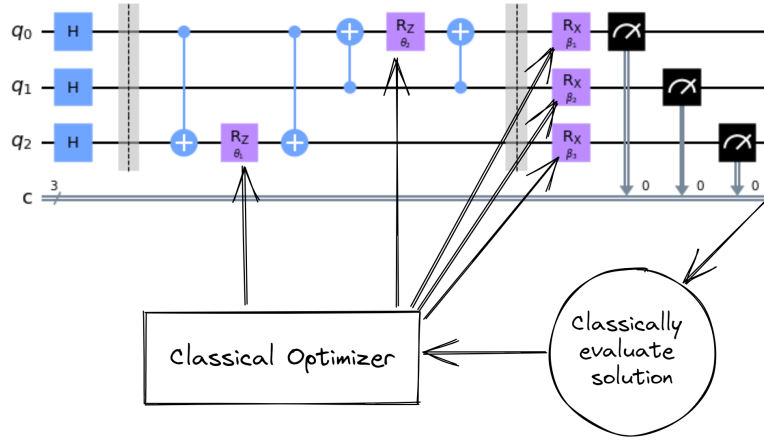 q0 H RZ θ2 RX β1
q1 H RX β2
q2 H RZ θ1 RX β3
c 3 0 0 0
Classical Optimizer
Classically
evaluate
solution